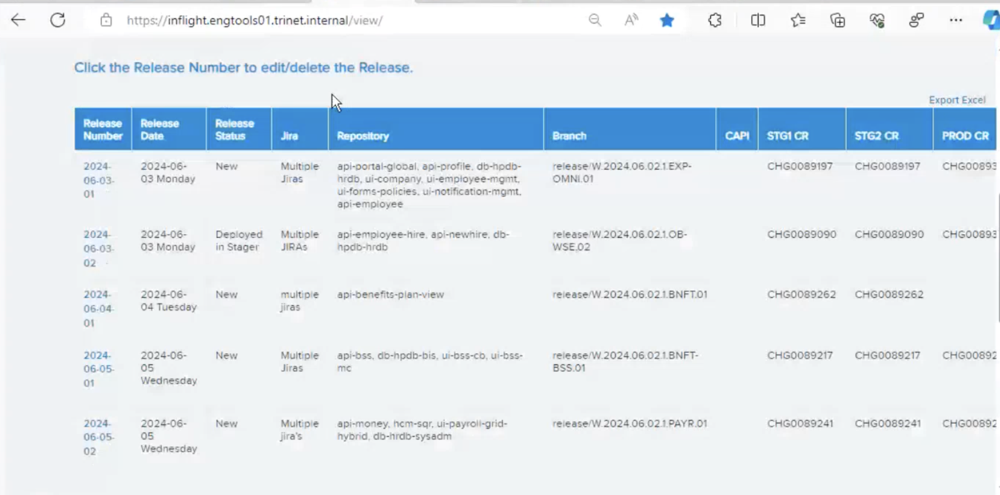 https://inflight.engtools01.trinet.internal/view/
Click the Release Number to edit/delete the Release.
Export Excel
Release Number Release Date Release Status Jira Repository Branch CAPI STG1 CR STG2 CR PROD CR
2024- 2024-06- New Multiple api-portal-global, api-profile, db-hpdb- release/W.2024.06.02.1.EXP- CHG0089197 CHG0089197 CHG00893
06-03- 03 Monday Jiras hrdb, ui-company, ui-employee-mgmt, OMNI.01
01 ui-forms-policies, ui-notification-mgmt,
api-employee
2024- 2024-06- Deployed Multiple api-employee-hire, api-newhire, db- release/W.2024.06.02.1.OB- CHG0089090 CHG0089090 CHG00893
06-03- 03 Monday in Stager JIRAs hpdb-hrdb WSE.02
02
2024- 2024-06- New multiple api-benefits-plan-view release/W.2024.06.02.1.BNFT.01 CHG0089262 CHG0089262
06-04- 04 Tuesday jiras
01
2024- 2024-06- New Multiple api-bss, db-hpdb-bis, ui-bss-cb, ui-bss- release/W.2024.06.02.1.BNFT- CHG0089217 CHG0089217 CHG00892
06-05- 05 Jiras mc BSS.01
01 Wednesday
2024- 2024-06- New Multiple api-money, hcm-sqr, ui-payroll-grid- release/W.2024.06.02.1.PAYR.01 CHG0089241 CHG0089241 CHG00892
06-05- 05 jira's hybrid, db-hrdb-sysadm
02 Wednesday